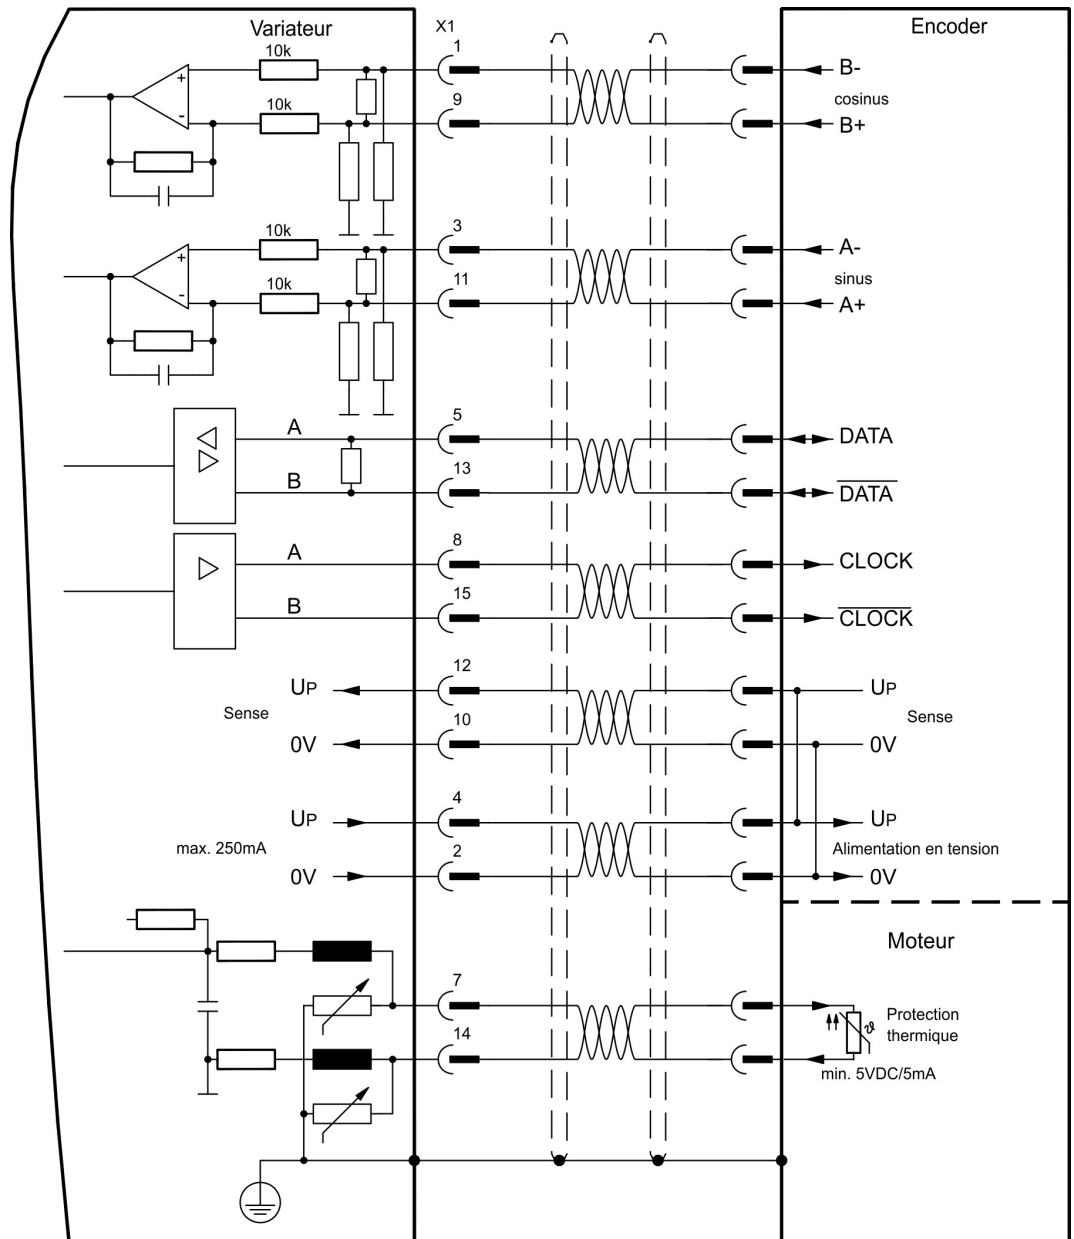 Variateur
X1
Encoder
10k
1
B-
cosinus
10k
9
B+
+
-
10k
3
A-
sinus
10k
11
A+
+
-
A
5
DATA
B
13
DATA
A
8
CLOCK
B
15
CLOCK
UP
12
UP
Sense
Sense
0V
10
0V
UP
4
UP
max. 250mA
Alimentation en tension
0V
2
0V
Moteur
7
Protection
thermique
14
ϑ
min. 5VDC/5mA